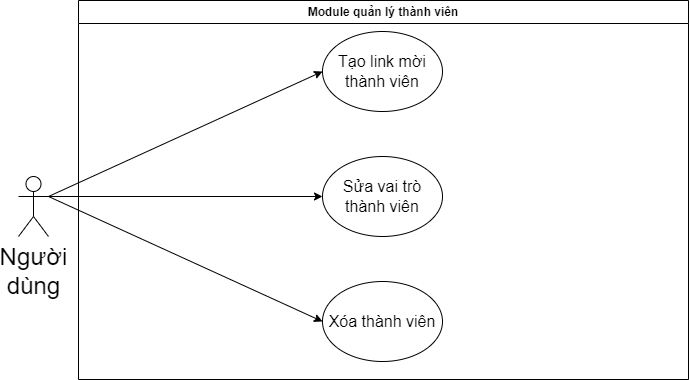 Module quản lý thành viên
Tạo link mời
thành viên
Sửa vai trò
thành viên
Người
dùng
Xóa thành viên